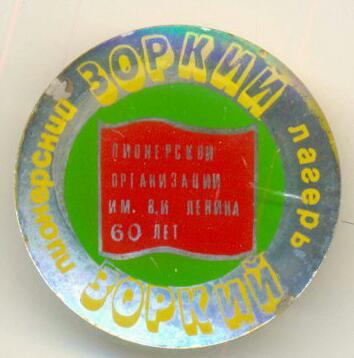 пионерский
ЗОРКИЙ
лагерь
ПИОНЕРСКОЙ
ОРГАНИЗАЦИИ
ИМ. В.И ЛЕНИНА
60 ЛЕТ
ЗОРКИЙ